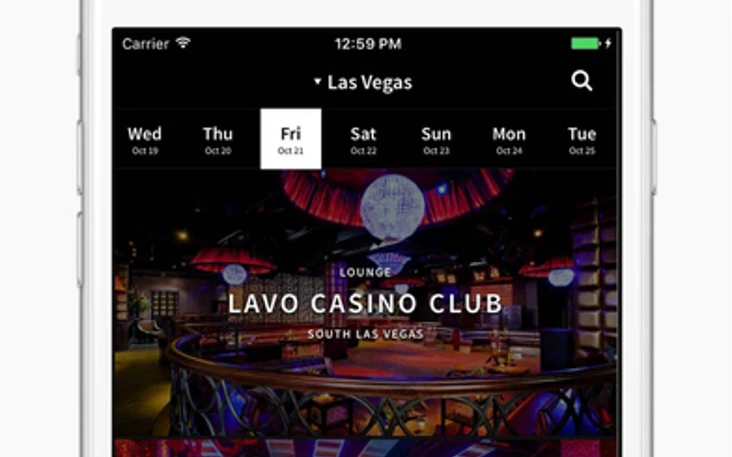 Carrier 12:59 PM
Las Vegas
Wed Thu Fri Sat Sun Mon Tue
Oct 19 Oct 20 Oct 21 Oct 22 Oct 23 Oct 24 Oct 25
LOUNGE
LAVO CASINO CLUB
SOUTH LAS VEGAS